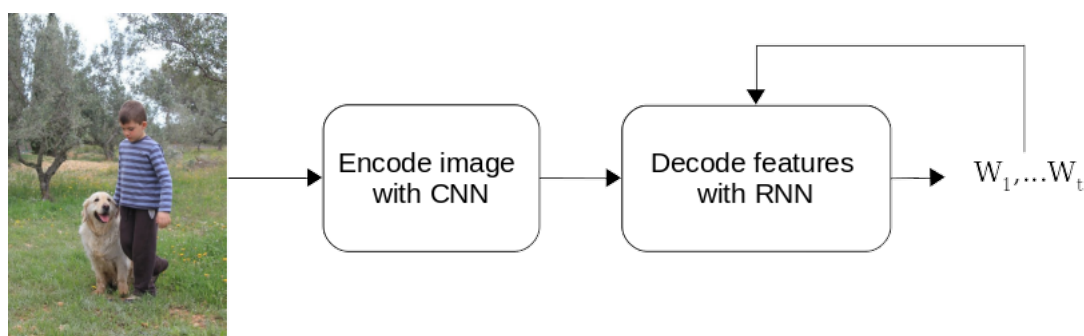 Encode image
with CNN
Decode features
with RNN
W₁,...Wₜ